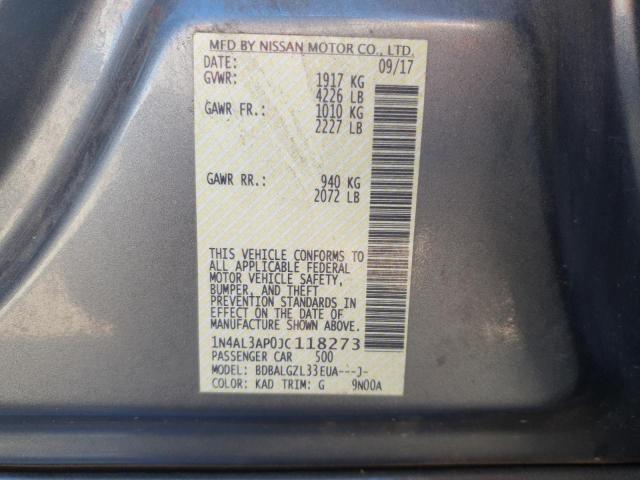 MFD BY NISSAN MOTOR CO., LTD.
DATE: 09/17
GVWR: 1917 KG
4226 LB
GAWR FR.: 1010 KG
2227 LB
GAWR RR.: 940 KG
2072 LB
THIS VEHICLE CONFORMS TO
ALL APPLICABLE FEDERAL
MOTOR VEHICLE SAFETY,
BUMPER, AND THEFT
PREVENTION STANDARDS IN
EFFECT ON THE DATE OF
MANUFACTURE SHOWN ABOVE.
1N4AL3AP0JC118273
PASSENGER CAR 500
MODEL: BDBALGZL33EUA---J-
COLOR: KAD TRIM: G 9N00A